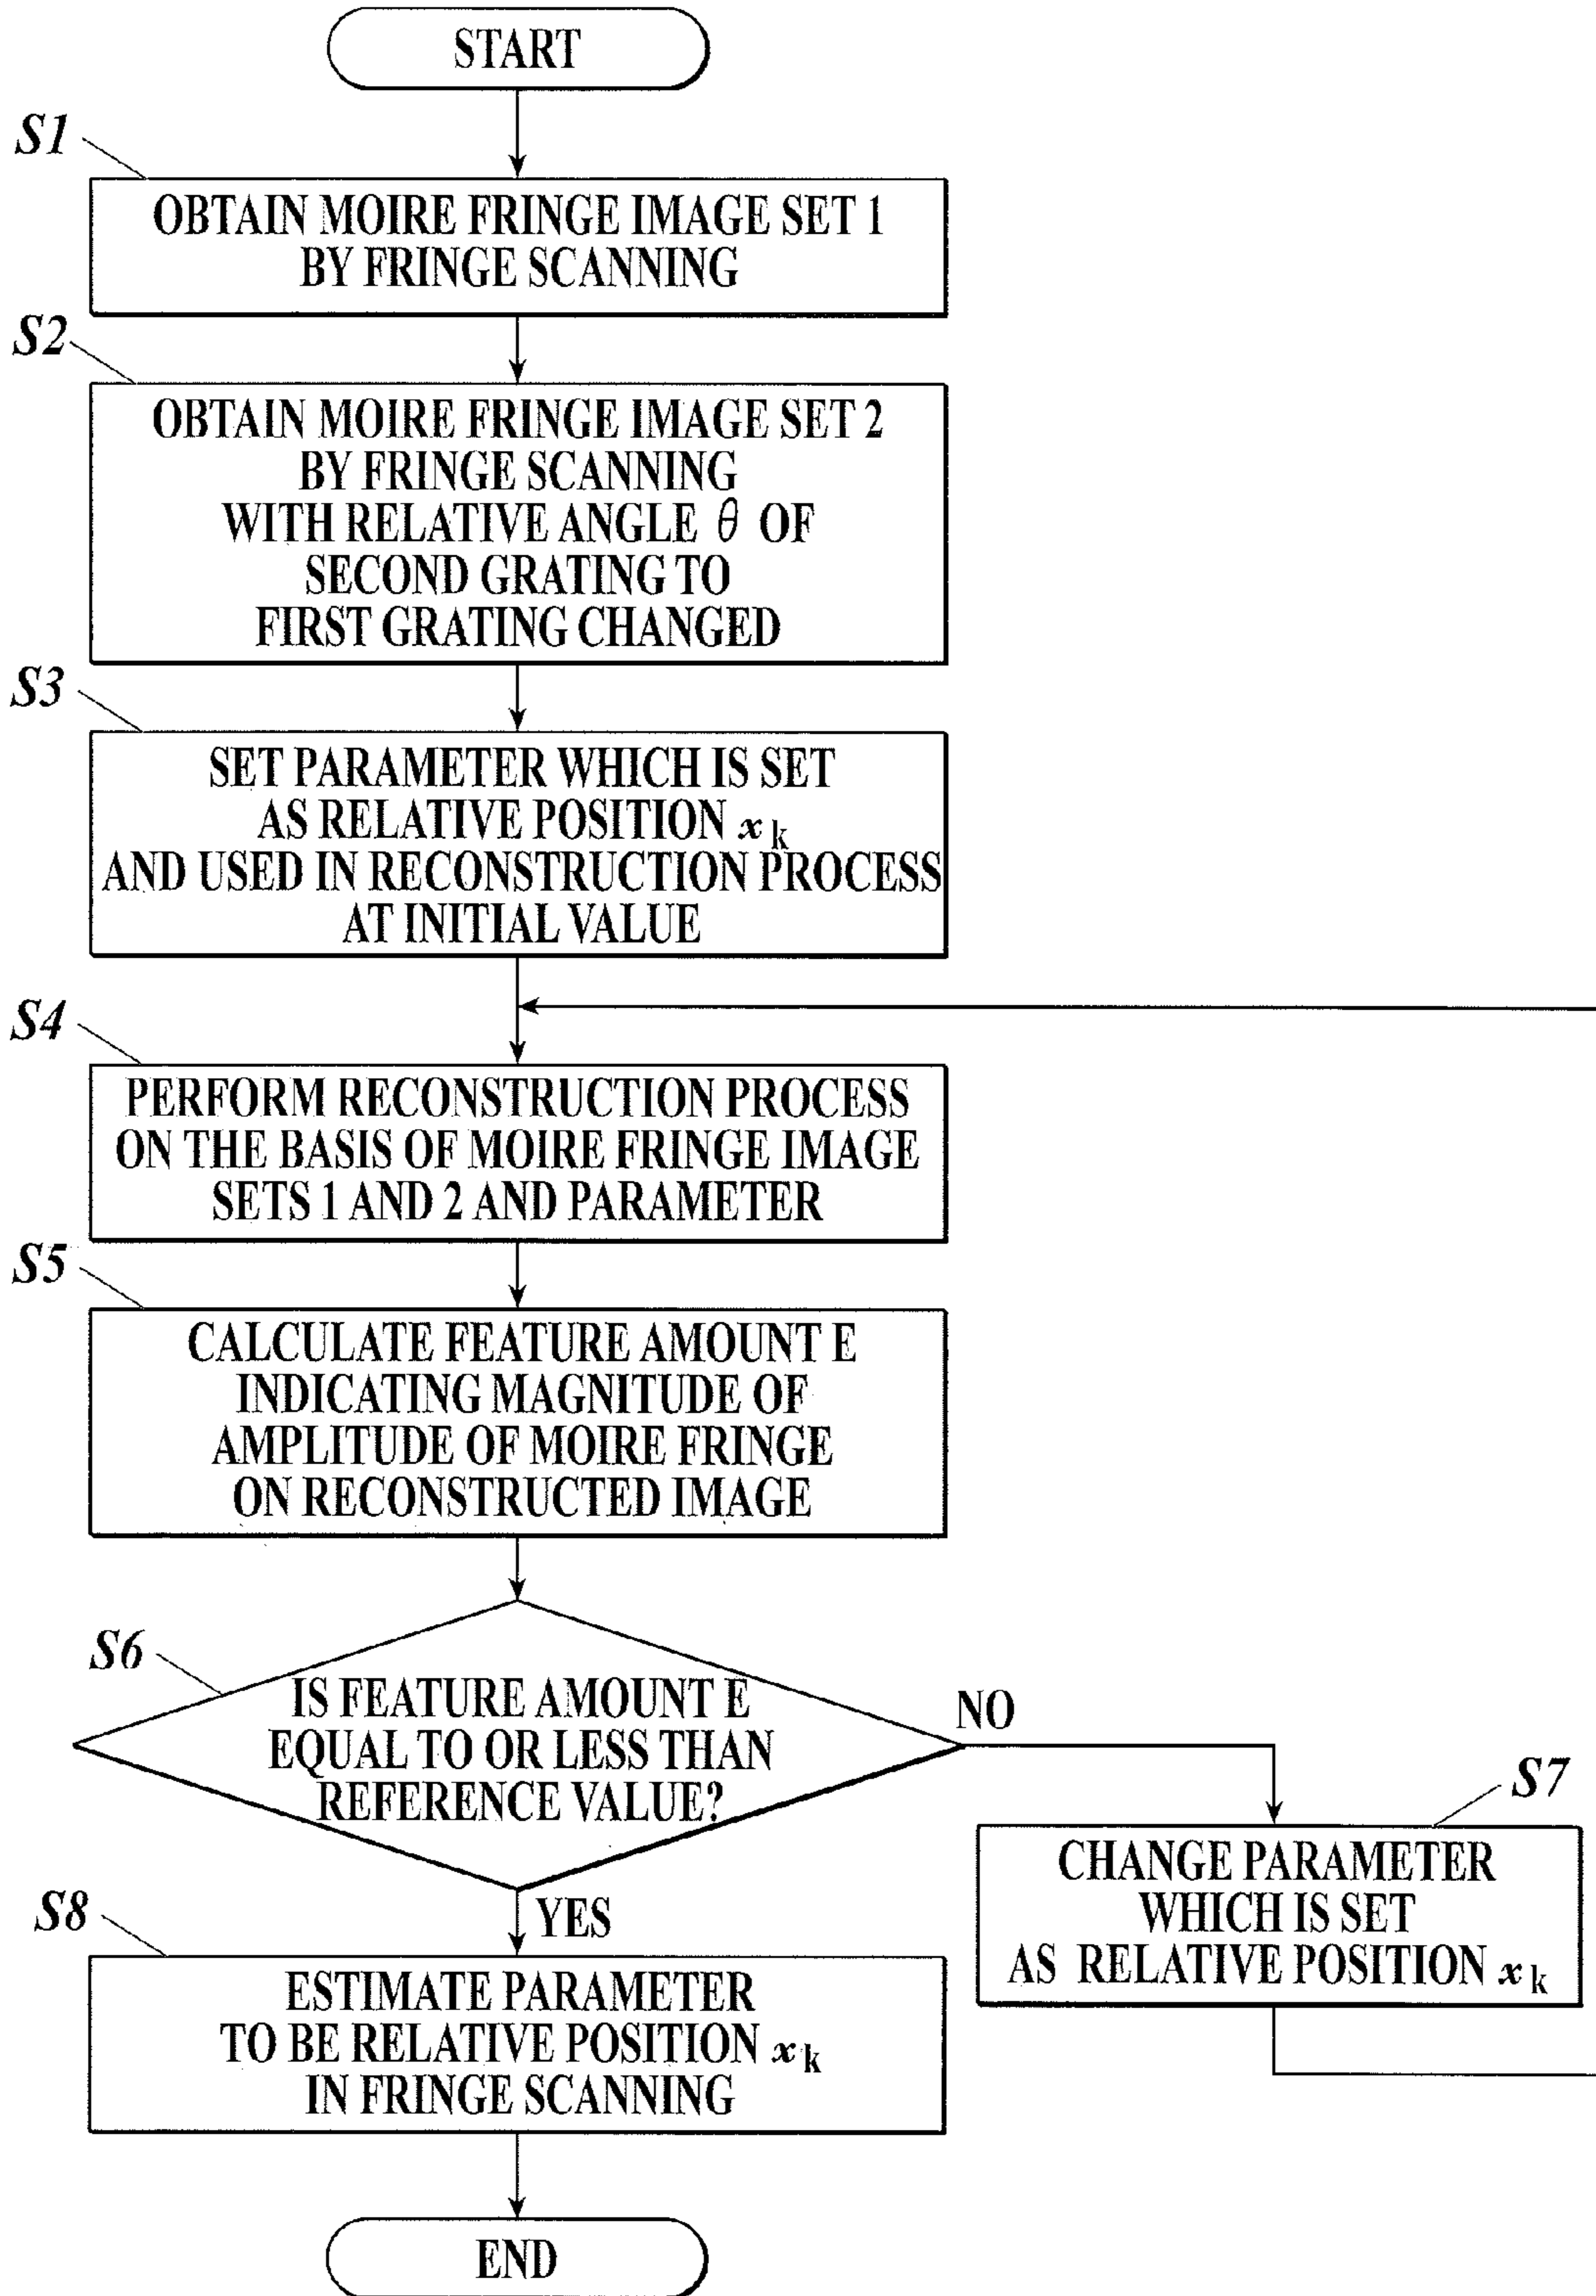 START
S1
OBTAIN MOIRE FRINGE IMAGE SET 1
BY FRINGE SCANNING
S2
OBTAIN MOIRE FRINGE IMAGE SET 2
BY FRINGE SCANNING
WITH RELATIVE ANGLE θ OF
SECOND GRATING TO
FIRST GRATING CHANGED
S3
SET PARAMETER WHICH IS SET
AS RELATIVE POSITION xk
AND USED IN RECONSTRUCTION PROCESS
AT INITIAL VALUE
S4
PERFORM RECONSTRUCTION PROCESS
ON THE BASIS OF MOIRE FRINGE IMAGE
SETS 1 AND 2 AND PARAMETER
S5
CALCULATE FEATURE AMOUNT E
INDICATING MAGNITUDE OF
AMPLITUDE OF MOIRE FRINGE
ON RECONSTRUCTED IMAGE
S6
IS FEATURE AMOUNT E
EQUAL TO OR LESS THAN
REFERENCE VALUE?
NO
S7
CHANGE PARAMETER
WHICH IS SET
AS RELATIVE POSITION xk
YES
S8
ESTIMATE PARAMETER
TO BE RELATIVE POSITION xk
IN FRINGE SCANNING
END